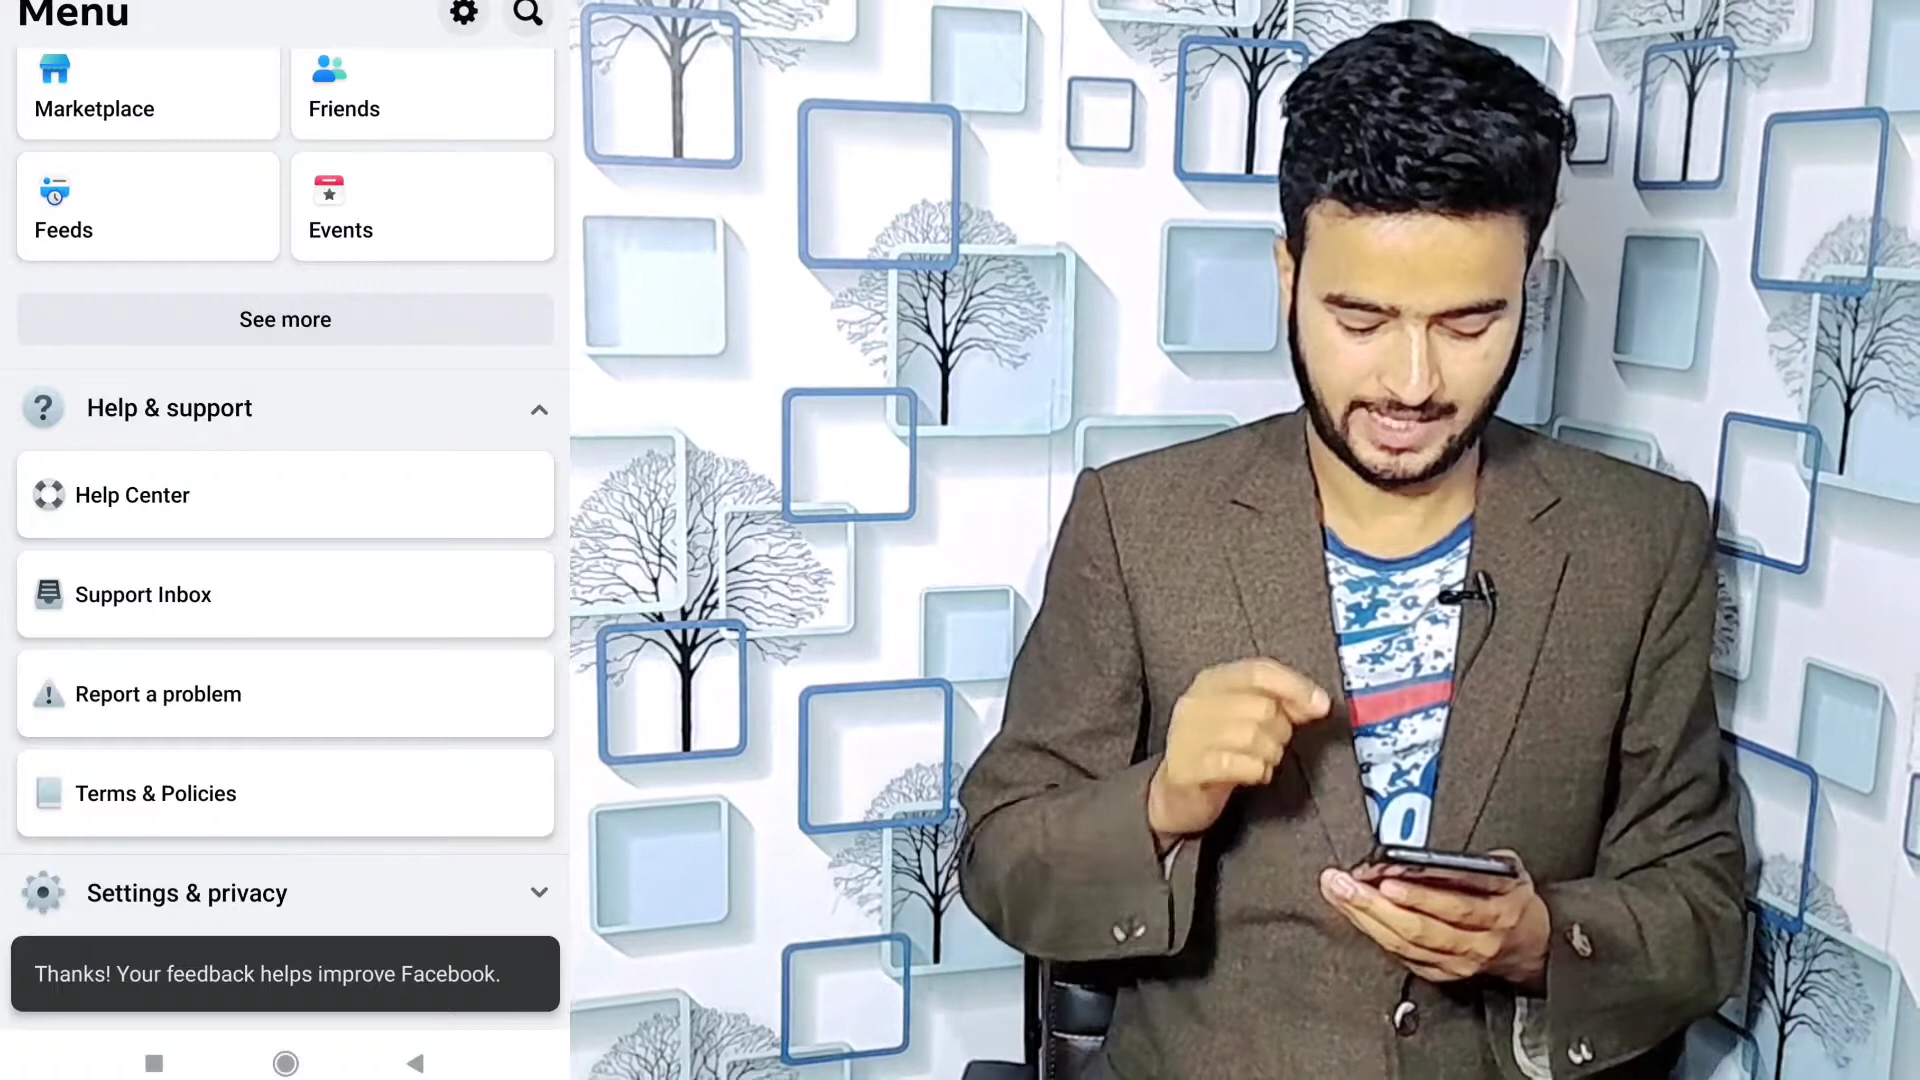 Menu
Marketplace
Friends
Feeds
Events
See more
Help & support
Help Center
Support Inbox
Report a problem
Terms & Policies
Settings & privacy
Thanks! Your feedback helps improve Facebook.